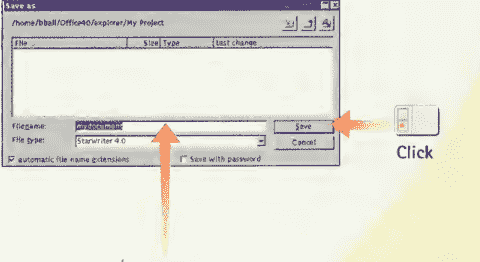 Save as
/home/bball/Office40/explorer/My Project
File Size Type Last change
Filename: Save
File type: Starwriter 4.0 Cancel
automatic file name extensions Save with password
Click